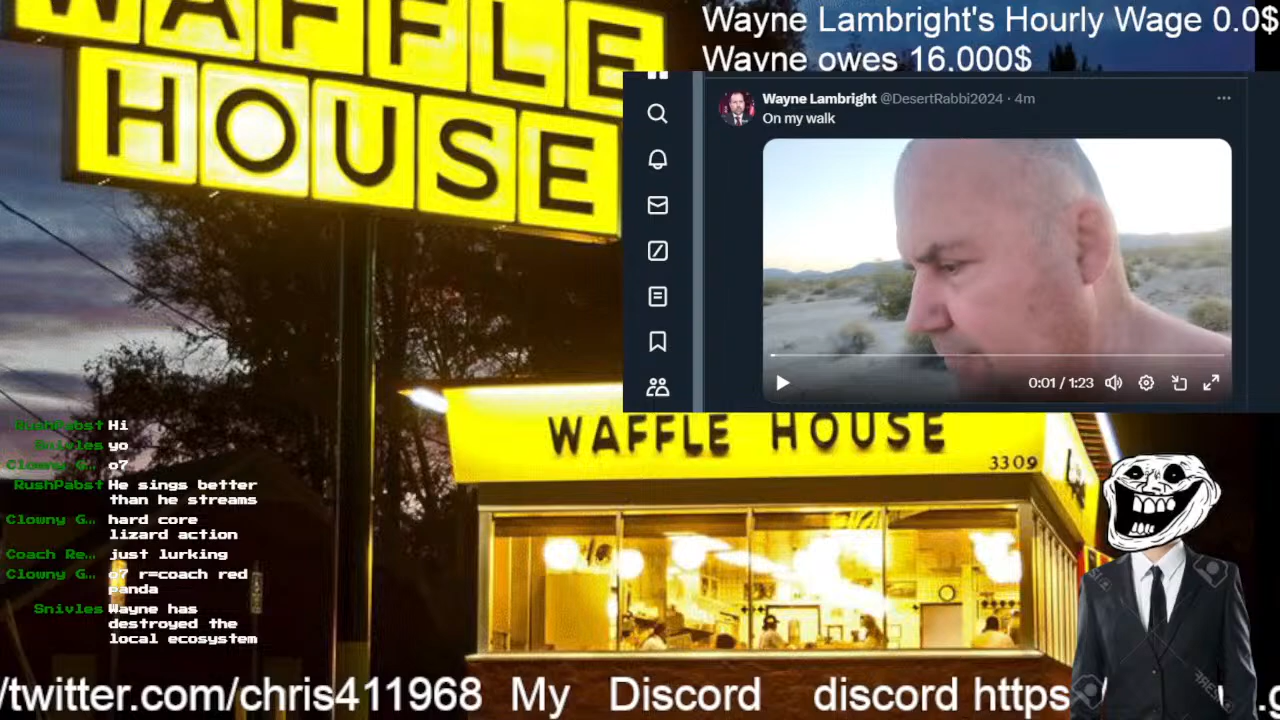 WAFFLE
HOUSE
Wayne Lambright's Hourly Wage 0.0$
Wayne owes 16.000$
Wayne Lambright @DesertRabbi2024 · 4m
On my walk
0:01 / 1:23
WAFFLE HOUSE
3309
RushPabst Hi
Snivles yo
Clowny G… o7
RushPabst He sings better
than he streams
Clowny G… hard core
lizard action
Coach Re… just lurking
Clowny G… o7 r=coach red
panda
Snivles Wayne has
destroyed the
local ecosystem
/twitter.com/chris411968 My Discord discord https